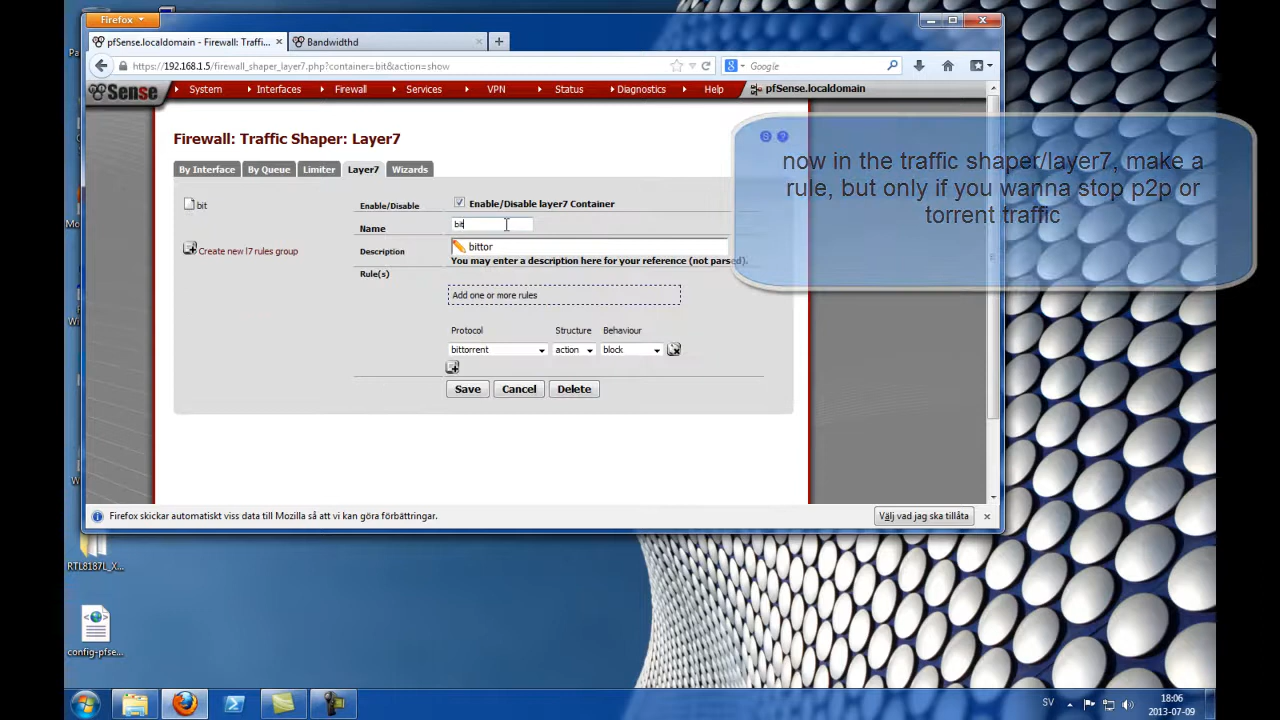 Firefox
pfSense.localdomain - Firewall: Traffi...
Bandwidthd
https://192.168.1.5/firewall_shaper_layer7.php?container=bit&action=show
Google
Sense
System
Interfaces
Firewall
Services
VPN
Status
Diagnostics
Help
pfSense.localdomain
Firewall: Traffic Shaper: Layer7
By Interface
By Queue
Limiter
Layer7
Wizards
now in the traffic shaper/layer7, make a
rule, but only if you wanna stop p2p or
torrent traffic
bit
Create new l7 rules group
Enable/Disable
Enable/Disable layer7 Container
Name
bit
bittor
Description
You may enter a description here for your reference (not parsed).
Rule(s)
Add one or more rules
Protocol
Structure
Behaviour
bittorrent
action
block
Save
Cancel
Delete
Firefox skickar automatiskt viss data till Mozilla så att vi kan göra förbättringar.
Välj vad jag ska tillåta
RTL8187L_X...
config-pfse...
SV
18:06
2013-07-09